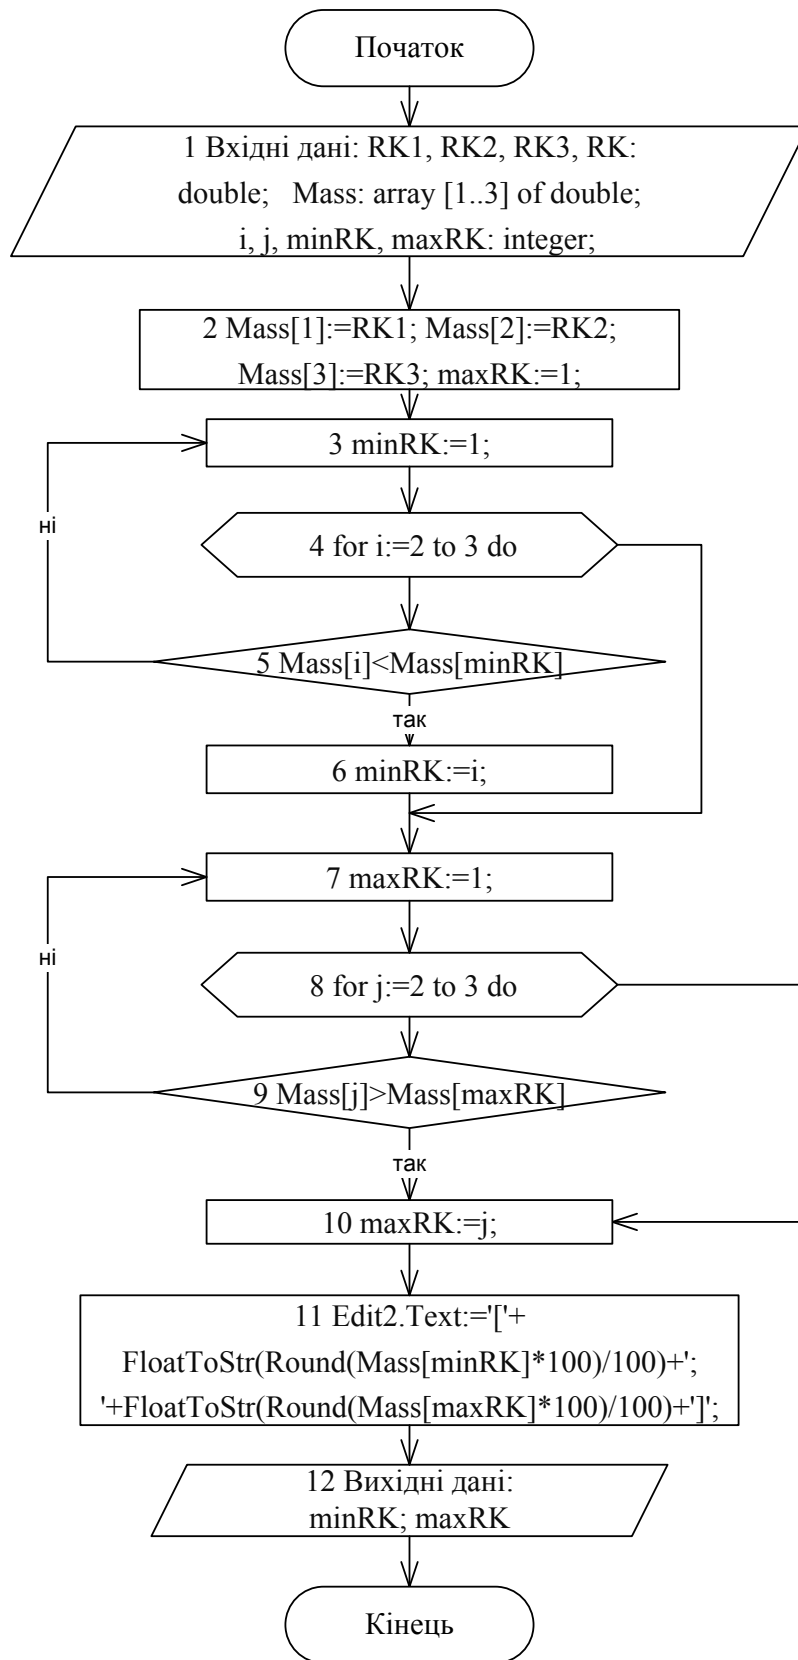 Початок
1 Вхідні дані: RK1, RK2, RK3, RK:
double;   Mass: array [1..3] of double;
i, j, minRK, maxRK: integer;
2 Mass[1]:=RK1; Mass[2]:=RK2;
Mass[3]:=RK3; maxRK:=1;
3 minRK:=1;
ні
4 for i:=2 to 3 do
5 Mass[i]<Mass[minRK]
так
6 minRK:=i;
7 maxRK:=1;
ні
8 for j:=2 to 3 do
9 Mass[j]>Mass[maxRK]
так
10 maxRK:=j;
11 Edit2.Text:='['+
FloatToStr(Round(Mass[minRK]*100)/100)+';
'+FloatToStr(Round(Mass[maxRK]*100)/100)+']';
12 Вихідні дані:
minRK; maxRK
Кінець